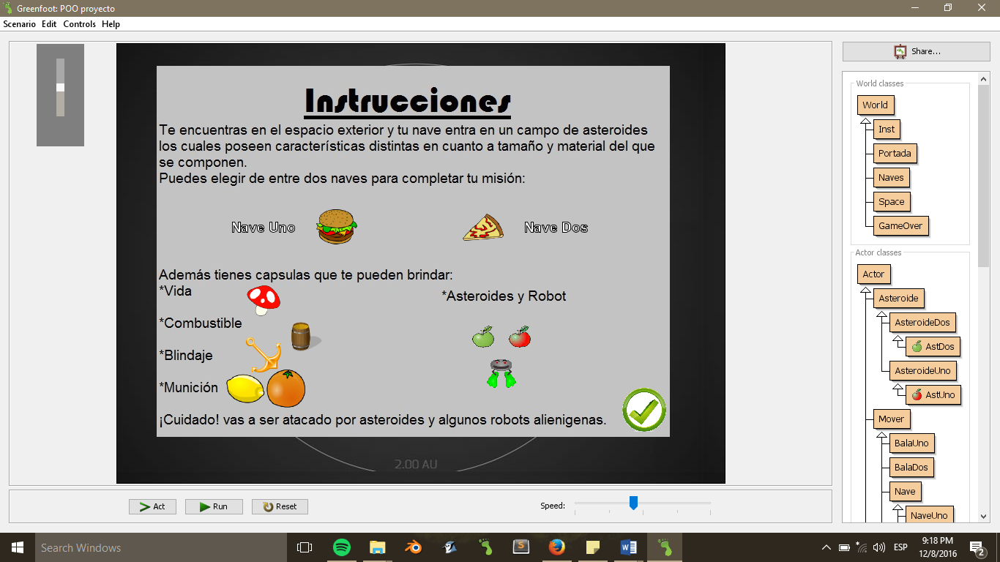 Greenfoot: POO proyecto
Scenario Edit Controls Help
Instrucciones
Te encuentras en el espacio exterior y tu nave entra en un campo de asteroides
los cuales poseen características distintas en cuanto a tamaño y material del que
se componen.
Puedes elegir de entre dos naves para completar tu misión:
Nave Uno
Nave Dos
Además tienes capsulas que te pueden brindar:
*Vida
*Asteroides y Robot
*Combustible
*Blindaje
*Munición
¡Cuidado! vas a ser atacado por asteroides y algunos robots alienigenas.
2.00 AU
Act
Run
Reset
Speed:
Share...
World classes
World
Inst
Portada
Naves
Space
GameOver
Actor classes
Actor
Asteroide
AsteroideDos
AstDos
AsteroideUno
AstUno
Mover
BalaUno
BalaDos
Nave
NaveUno
Search Windows
ESP
9:18 PM
12/8/2016
2